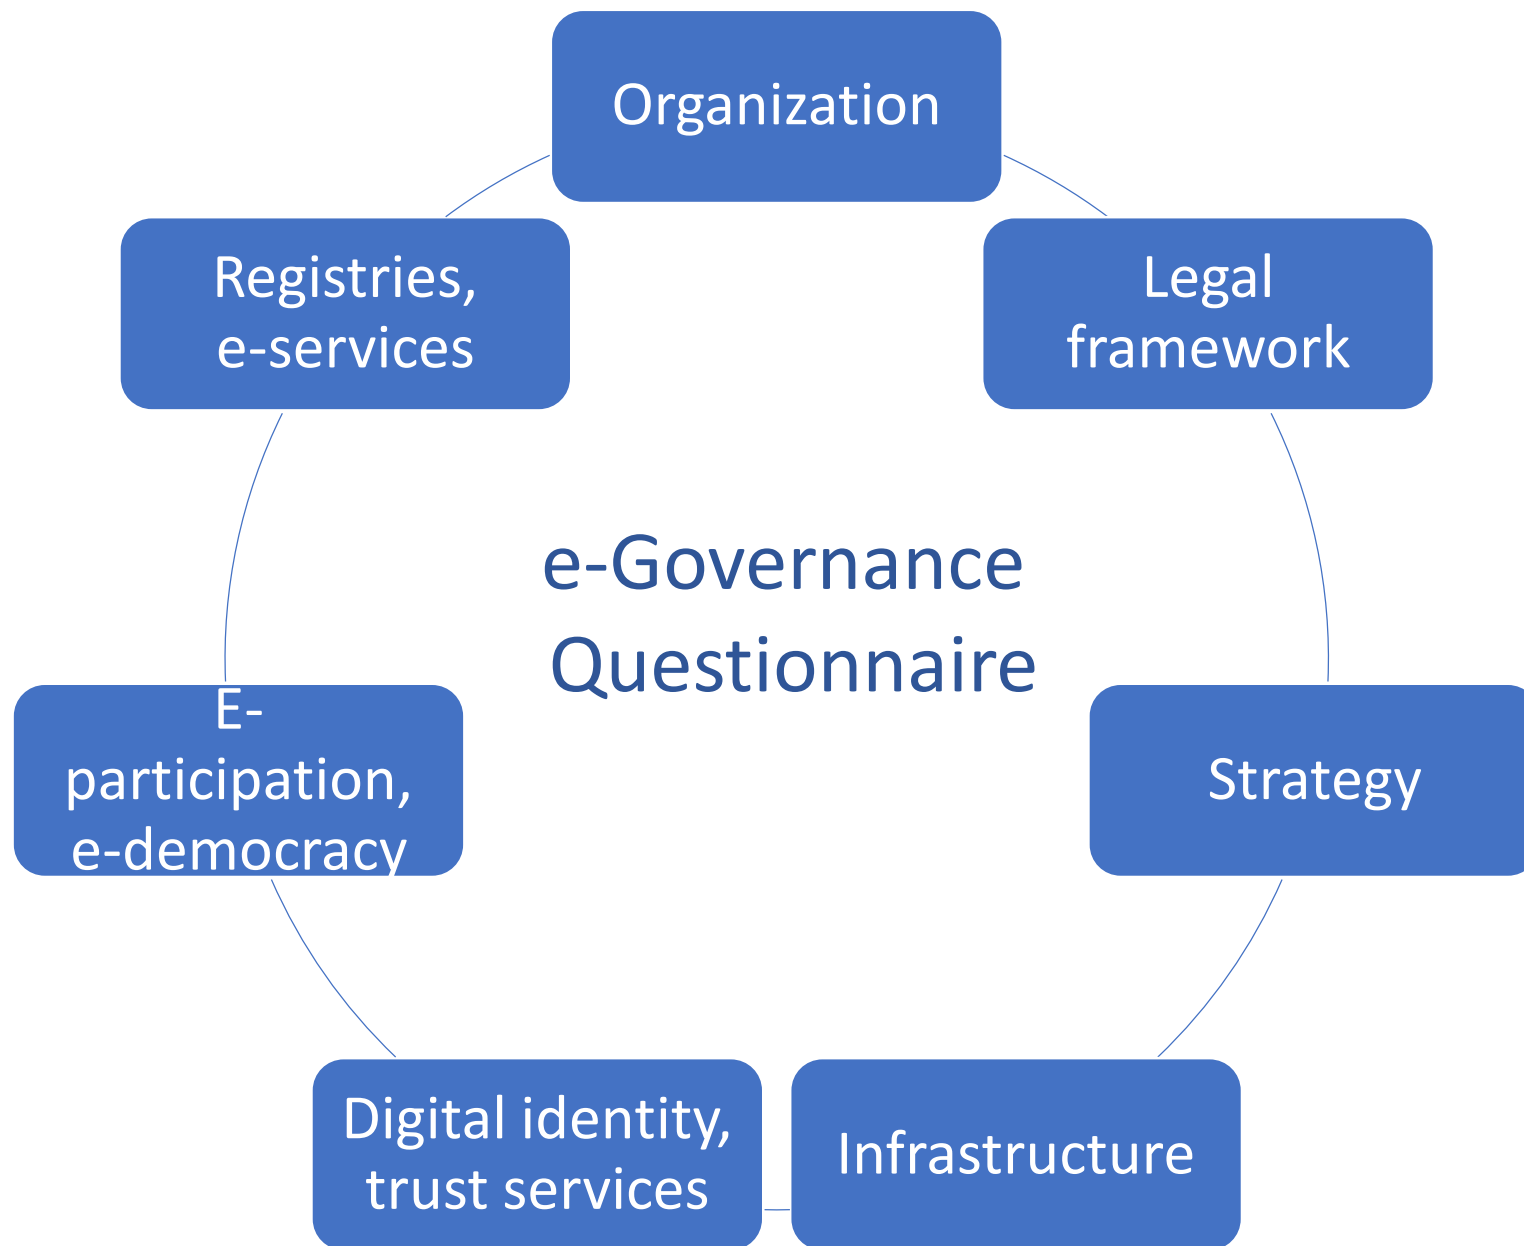 Organization
Registries,
e-services
Legal
framework
e-Governance
Questionnaire
E-
participation,
e-democracy
Strategy
Digital identity,
trust services
Infrastructure